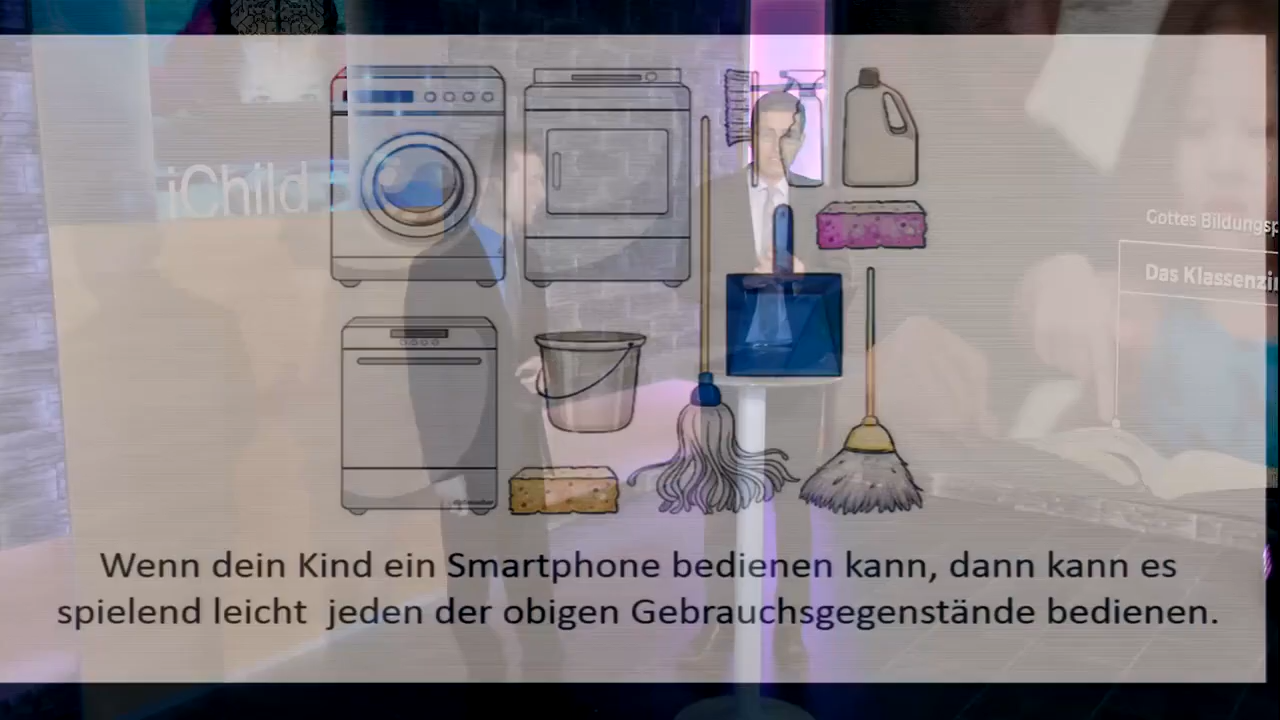 iChild
Gottes Bildungsp
Das Klassenzi
Wenn dein Kind ein Smartphone bedienen kann, dann kann es
spielend leicht jeden der obigen Gebrauchsgegenstände bedienen.